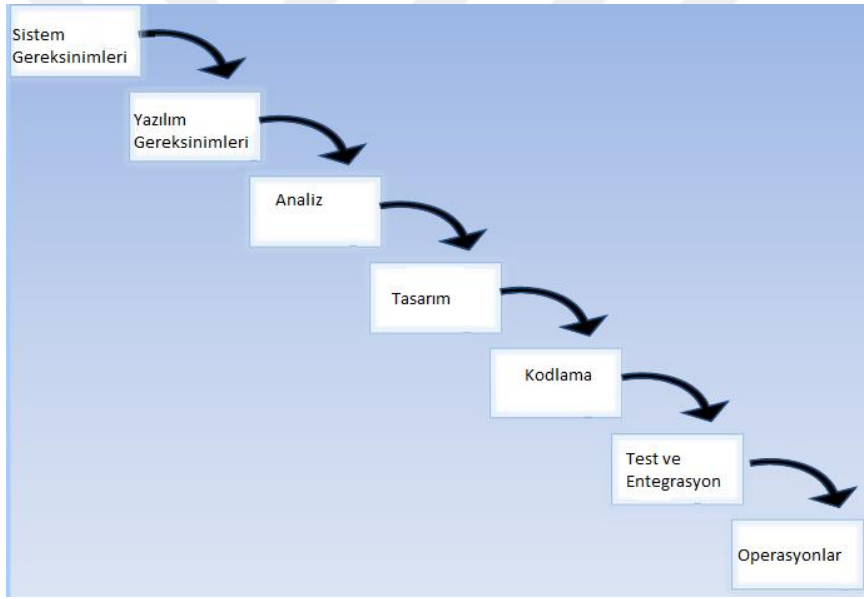 Sistem
Gereksinimleri
Yazılım
Gereksinimleri
Analiz
Tasarım
Kodlama
Test ve
Entegrasyon
Operasyonlar